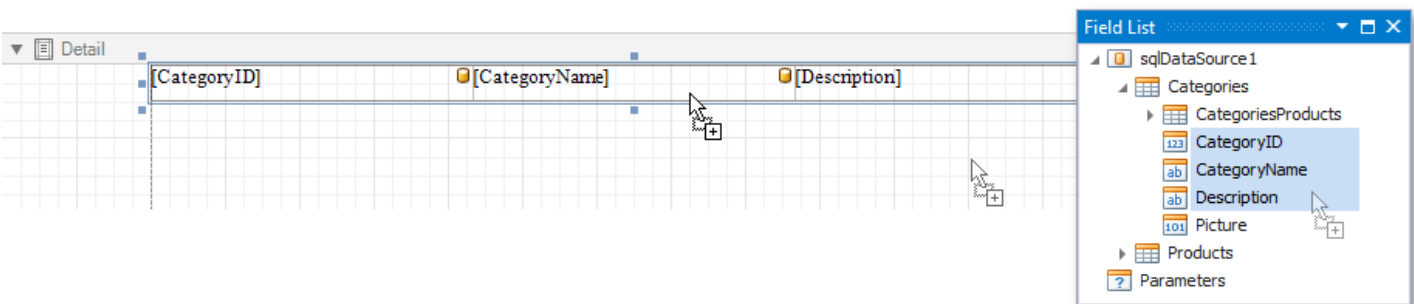 Field List
Detail
[CategoryID] [CategoryName] [Description]
sqlDataSource1
Categories
CategoriesProducts
123 CategoryID
ab CategoryName
ab Description
101 Picture
Products
? Parameters